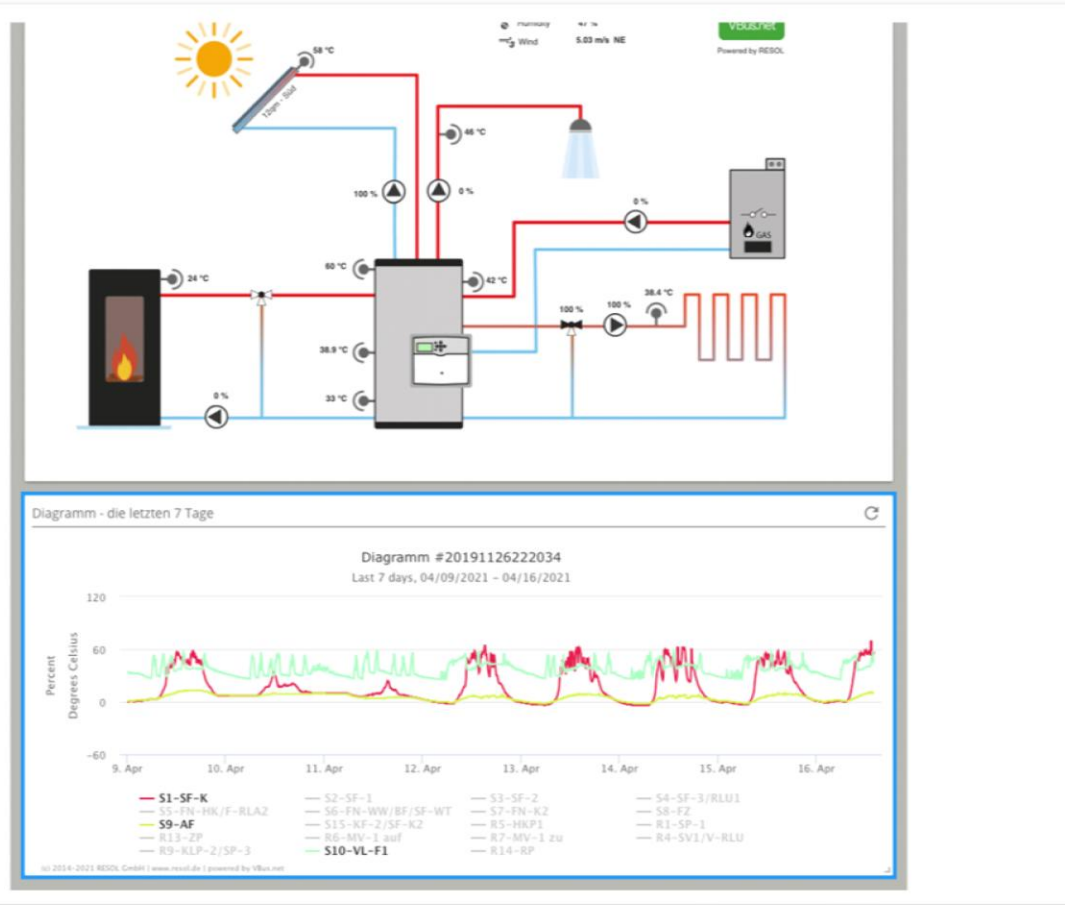 Humidity 47 %
Wind 5.03 m/s NE
VBus.net
Powered by RESOL
58 °C
12qm - Süd
46 °C
100 %
0 %
0 %
GAS
24 °C
60 °C
42 °C
38.4 °C
100 %
100 %
38.9 °C
33 °C
0 %
Diagramm - die letzten 7 Tage
Diagramm #20191126222034
Last 7 days, 04/09/2021 - 04/16/2021
Percent
Degrees Celsius
120
60
0
-60
9. Apr 10. Apr 11. Apr 12. Apr 13. Apr 14. Apr 15. Apr 16. Apr
S1-SF-K S2-SF-1 S3-SF-2 S4-SF-3/RLU1
S5-FN-HK/F-RLA2 S6-FN-WW/BF/SF-WT S7-FN-K2 S8-FZ
S9-AF S15-KF-2/SF-K2 R5-HKP1 R1-SP-1
R13-ZP R6-MV-1 auf R7-MV-1 zu R4-SV1/V-RLU
R9-KLP-2/SP-3 S10-VL-F1 R14-RP
(c) 2014-2021 RESOL GmbH | www.resol.de | powered by VBus.net